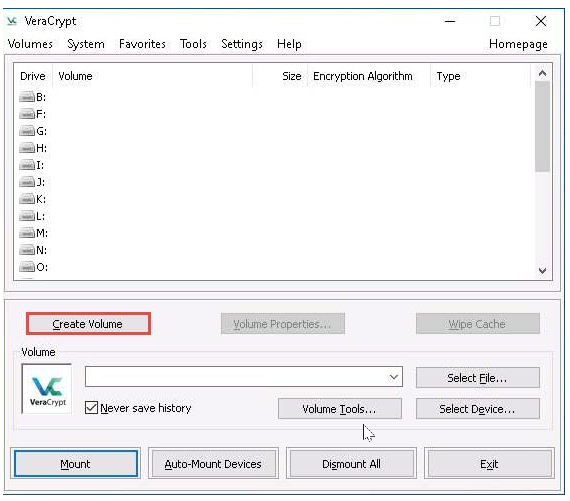 VeraCrypt
Volumes System Favorites Tools Settings Help Homepage
Drive Volume Size Encryption Algorithm Type
B:
F:
G:
H:
I:
J:
K:
L:
M:
N:
O:
Create Volume Volume Properties... Wipe Cache
Volume
VeraCrypt
Select File...
Never save history Volume Tools... Select Device...
Mount Auto-Mount Devices Dismount All Exit